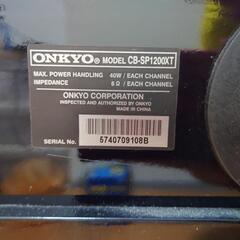 ONKYO MODEL CB-SP1200XT
MAX. POWER HANDLING 40W / EACH CHANNEL
IMPEDANCE 6 Ω / EACH CHANNEL
ONKYO CORPORATION
INSPECTED AND AUTHORIZED BY ONKYO
MADE IN CHINA
SERIAL No. 5740709108B